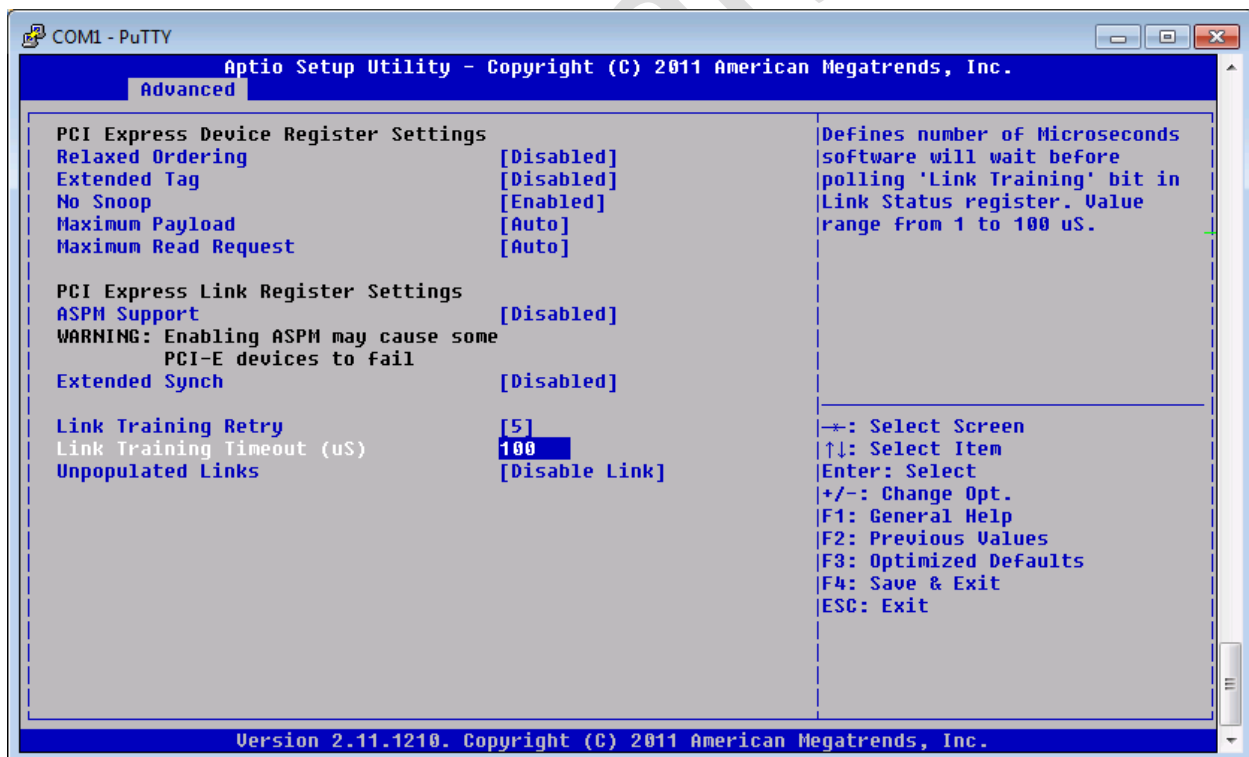 COM1 - PuTTY
Aptio Setup Utility - Copyright (C) 2011 American Megatrends, Inc.
Advanced
PCI Express Device Register Settings
Relaxed Ordering [Disabled]
Extended Tag [Disabled]
No Snoop [Enabled]
Maximum Payload [Auto]
Maximum Read Request [Auto]
PCI Express Link Register Settings
ASPM Support [Disabled]
WARNING: Enabling ASPM may cause some
PCI-E devices to fail
Extended Synch [Disabled]
Link Training Retry [5]
Link Training Timeout (uS) 100
Unpopulated Links [Disable Link]
Defines number of Microseconds
software will wait before
polling 'Link Training' bit in
Link Status register. Value
range from 1 to 100 uS.
→←: Select Screen
↑↓: Select Item
Enter: Select
+/-: Change Opt.
F1: General Help
F2: Previous Values
F3: Optimized Defaults
F4: Save & Exit
ESC: Exit
Version 2.11.1210. Copyright (C) 2011 American Megatrends, Inc.